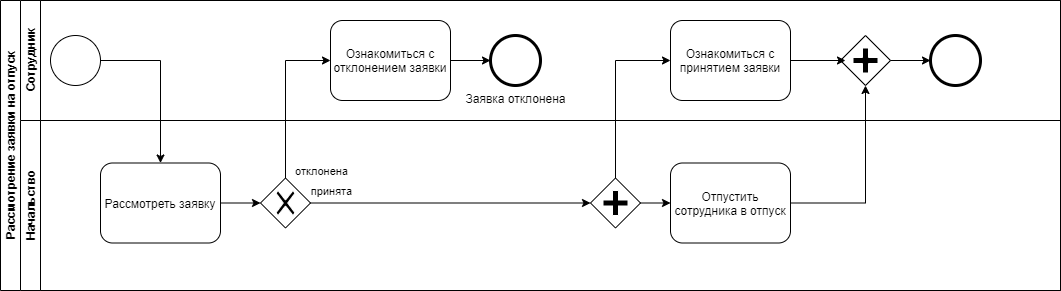 Рассмотрение заявки на отпуск
Сотрудник
Ознакомиться с
отклонением заявки
Заявка отклонена
Ознакомиться с
принятием заявки
Начальство
Рассмотреть заявку
отклонена
принята
Отпустить
сотрудника в отпуск